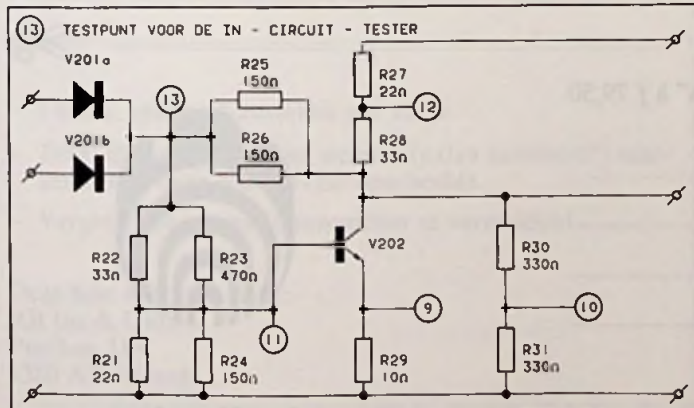 13 TESTPUNT VOOR DE IN - CIRCUIT - TESTER
V201a
R25
150n
R27
22n
13
12
R26
150n
R28
33n
V201b
V202
R22
33n
R23
470n
R30
330n
9
10
11
R21
22n
R24
150n
R29
10n
R31
330n